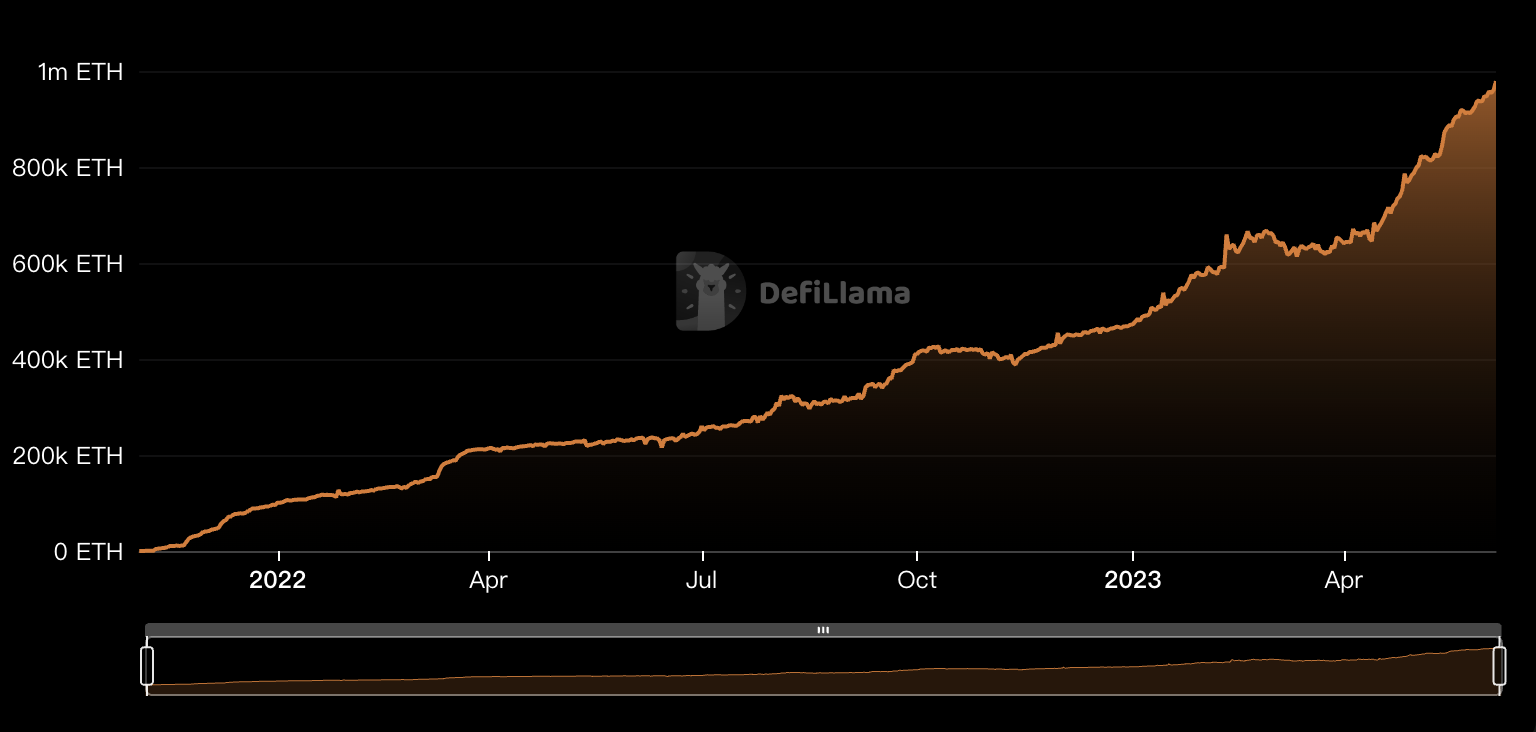 1m ETH
800k ETH
600k ETH
400k ETH
200k ETH
0 ETH
DefiLlama
2022 Apr Jul Oct 2023 Apr